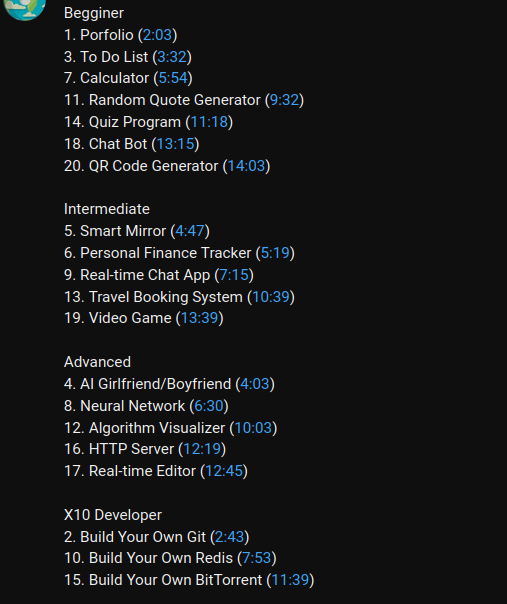 Begginer
1. Porfolio (2:03)
3. To Do List (3:32)
7. Calculator (5:54)
11. Random Quote Generator (9:32)
14. Quiz Program (11:18)
18. Chat Bot (13:15)
20. QR Code Generator (14:03)
Intermediate
5. Smart Mirror (4:47)
6. Personal Finance Tracker (5:19)
9. Real-time Chat App (7:15)
13. Travel Booking System (10:39)
19. Video Game (13:39)
Advanced
4. AI Girlfriend/Boyfriend (4:03)
8. Neural Network (6:30)
12. Algorithm Visualizer (10:03)
16. HTTP Server (12:19)
17. Real-time Editor (12:45)
X10 Developer
2. Build Your Own Git (2:43)
10. Build Your Own Redis (7:53)
15. Build Your Own BitTorrent (11:39)